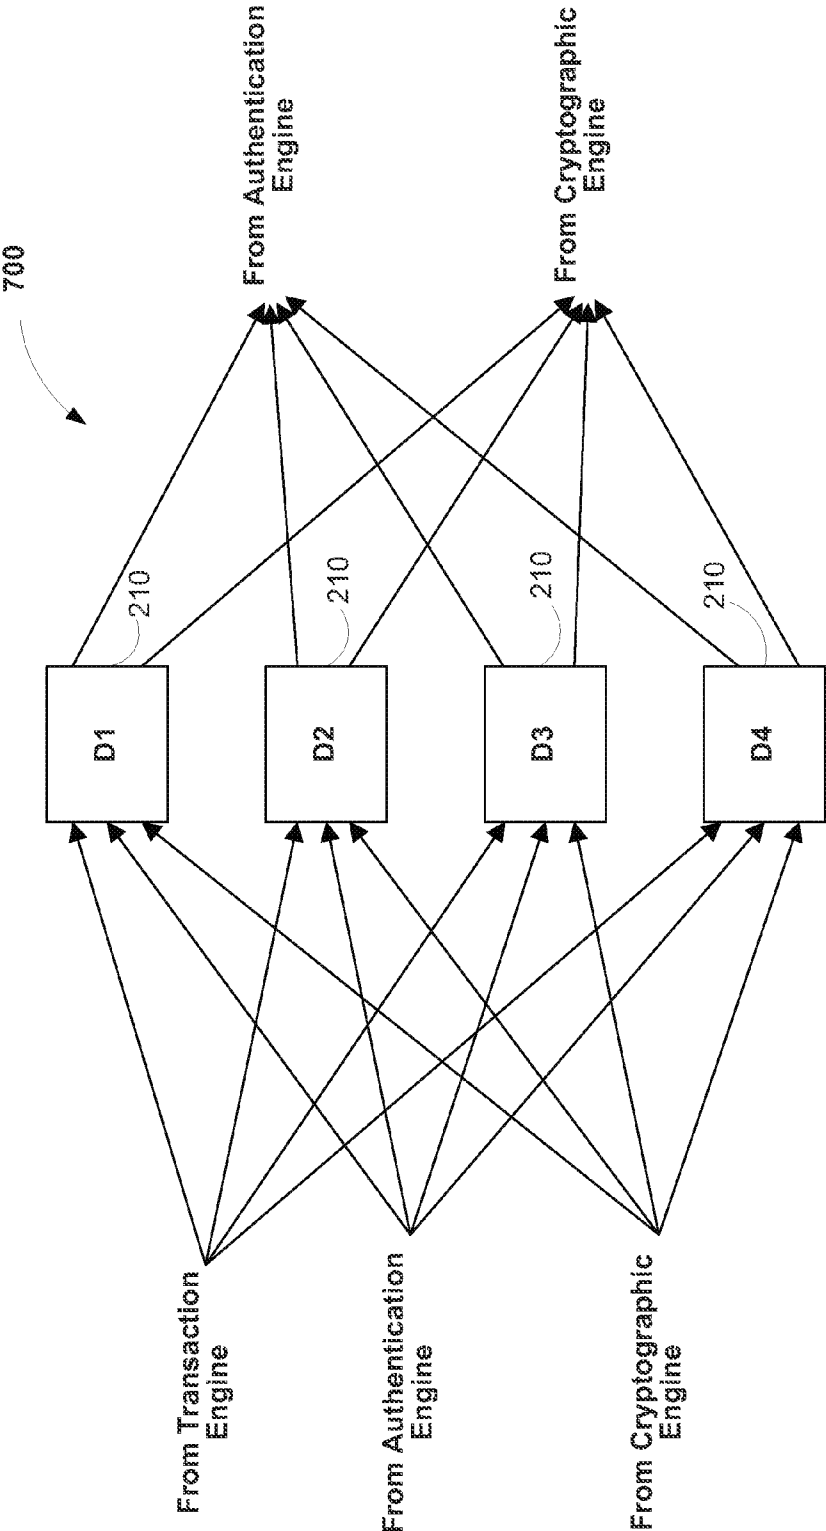 700
From Transaction
Engine
From Authentication
Engine
From Cryptographic
Engine
D1
210
D2
210
D3
210
D4
210
From Authentication
Engine
From Cryptographic
Engine